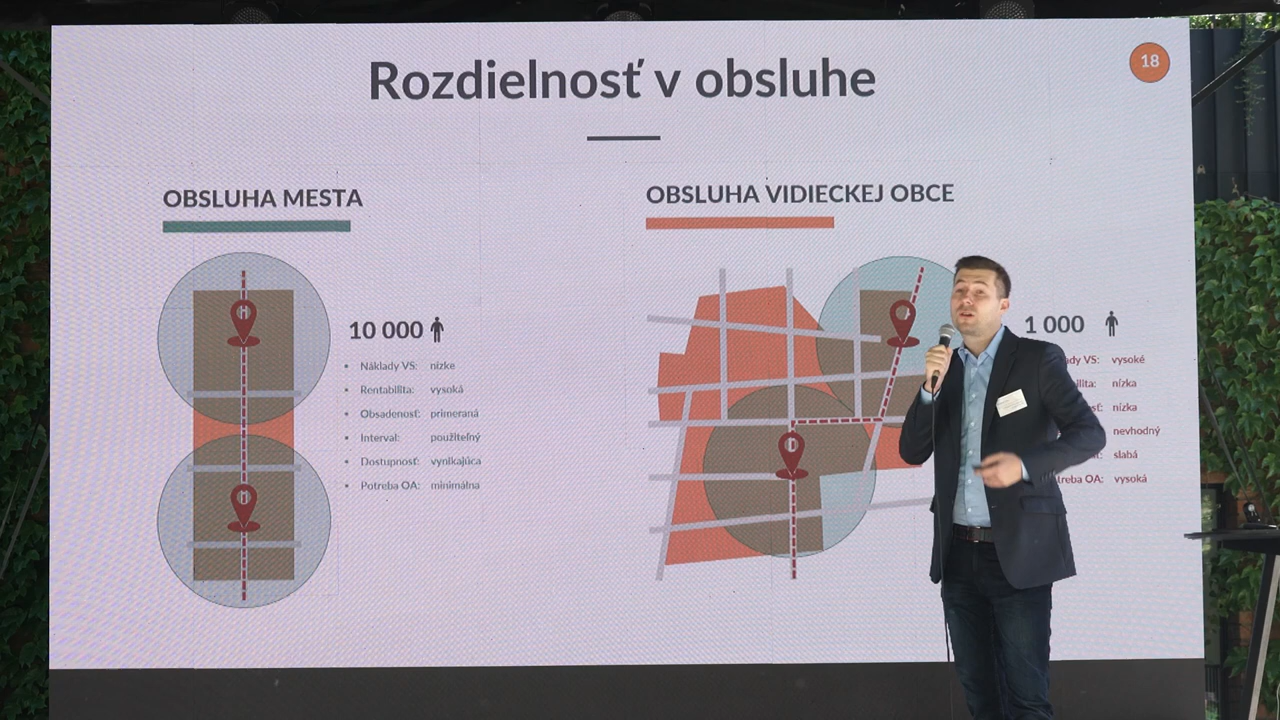 Rozdielnosť v obsluhe
18
OBSLUHA MESTA
10 000
• Náklady VS: nízke
• Rentabilita: vysoká
• Obsadenosť: primeraná
• Interval: použiteľný
• Dostupnosť: vynikajúca
• Potreba OA: minimálna
OBSLUHA VIDIECKEJ OBCE
1 000
VS: vysoké
nízka
nízka
nevhodný
slabá
OA: vysoká